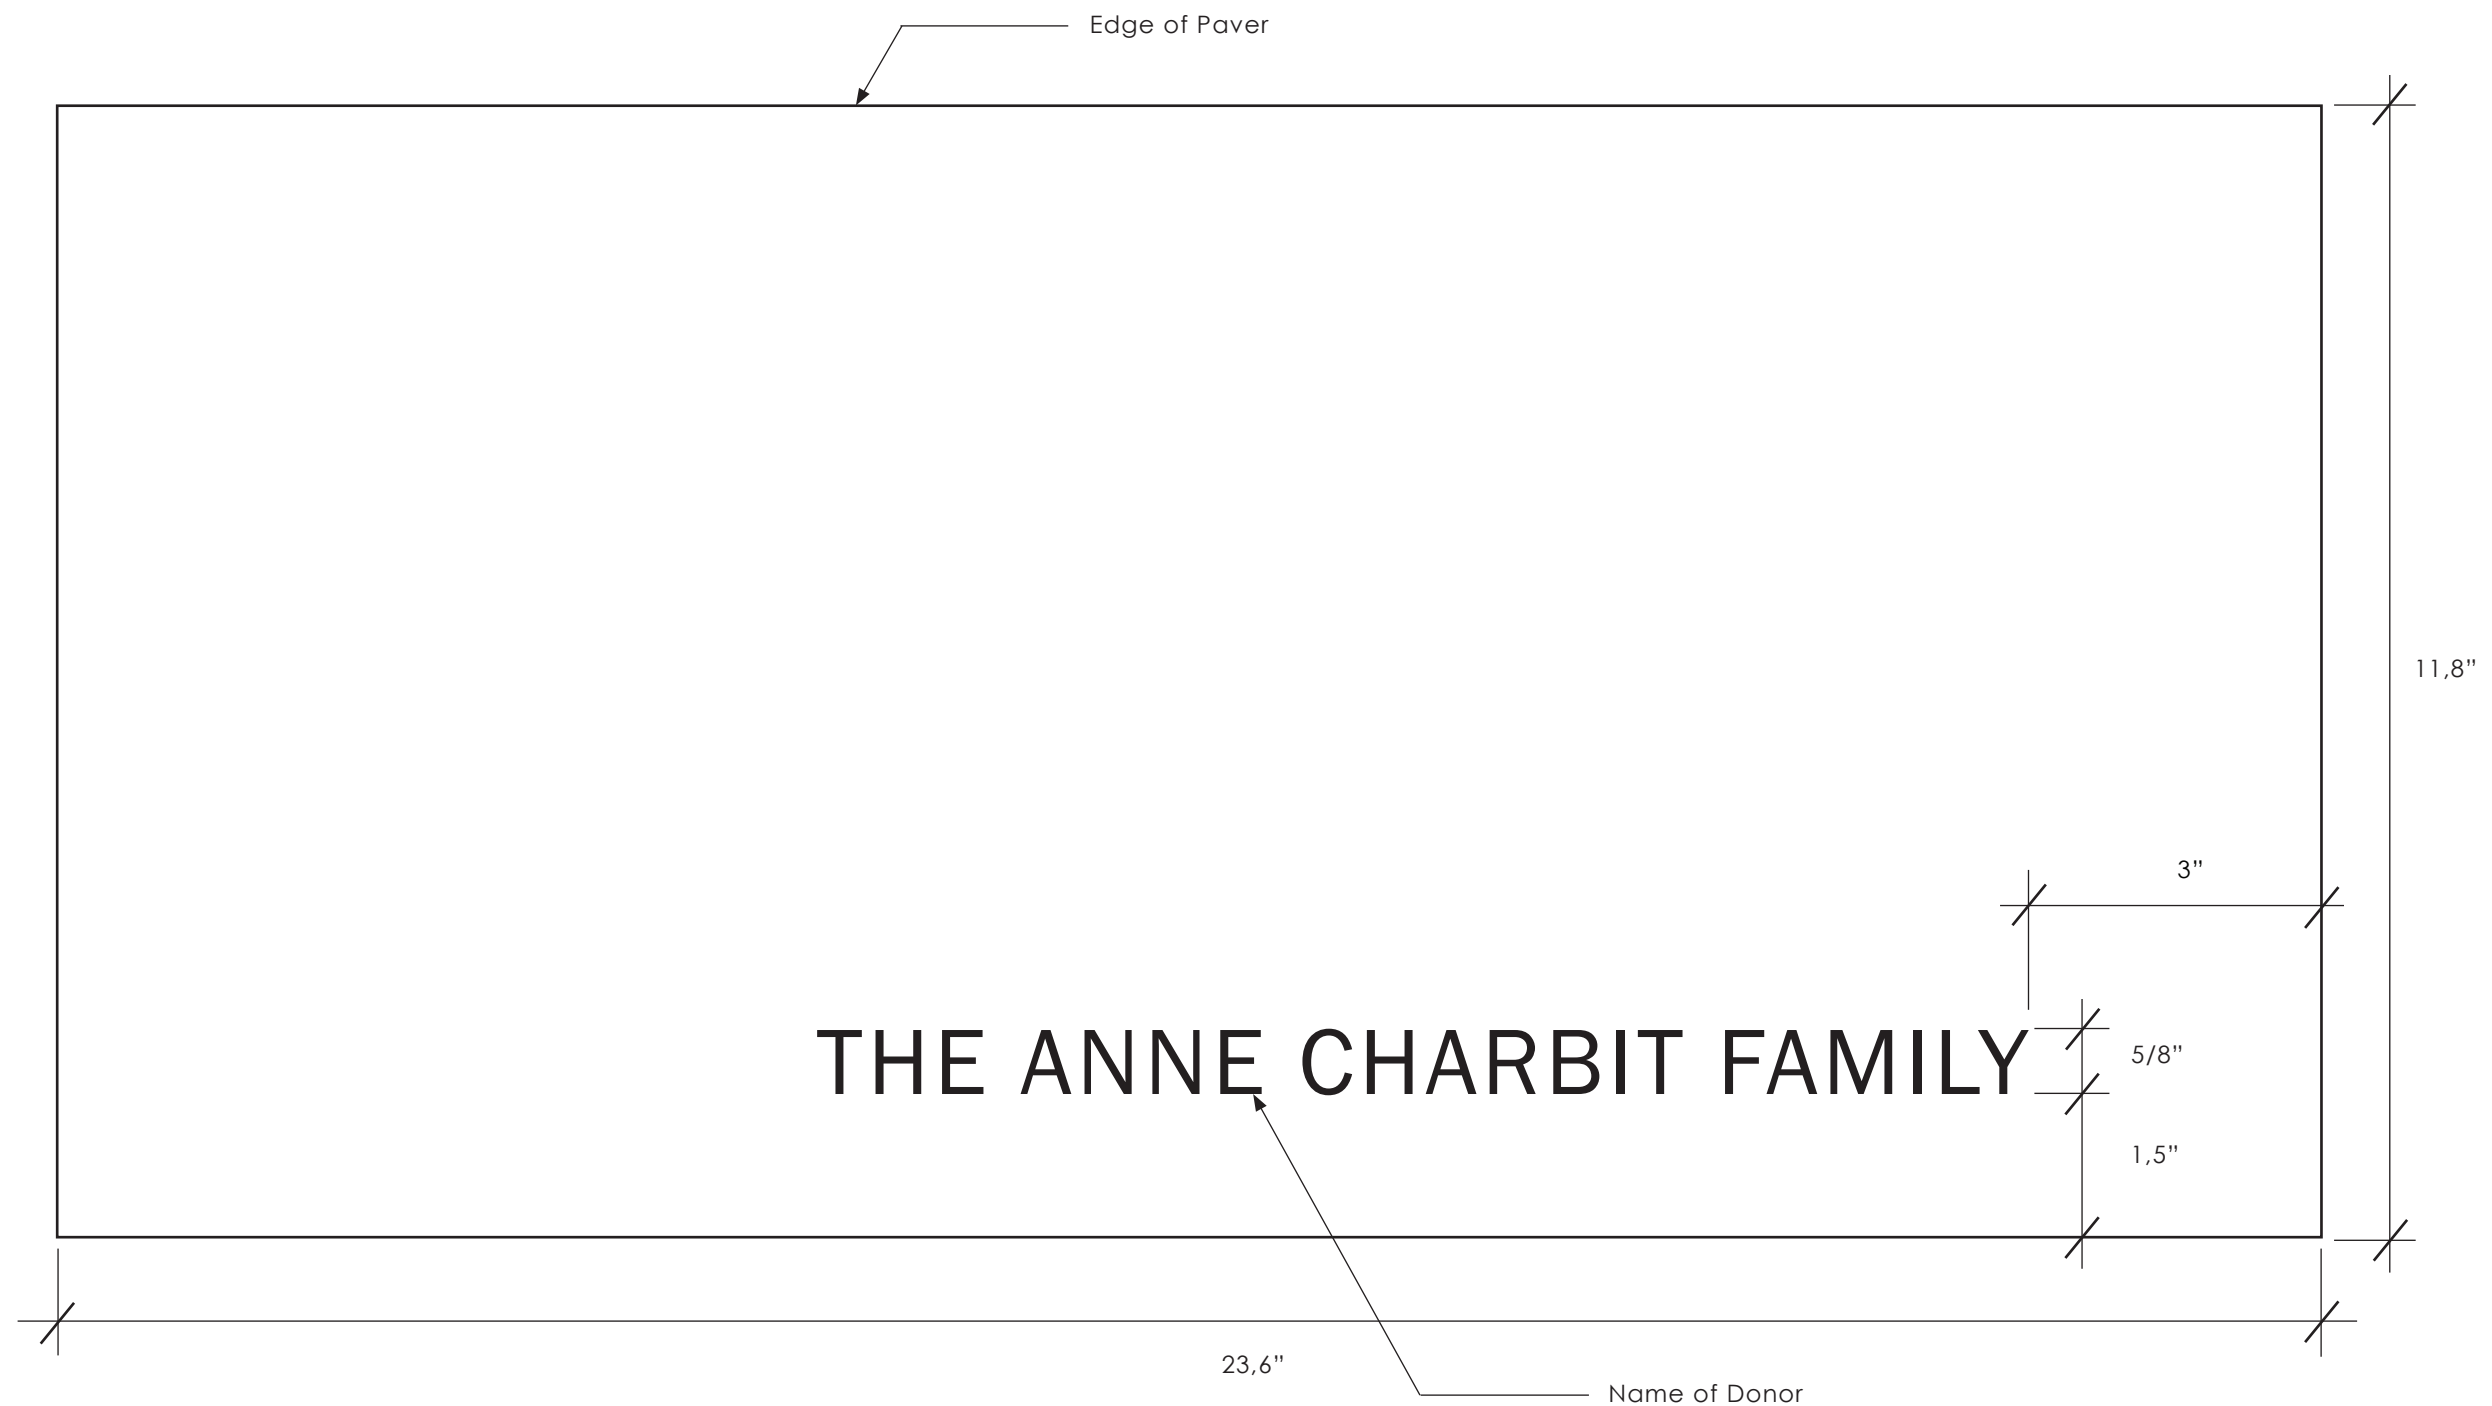 Edge of Paver
11,8”
3”
THE ANNE CHARBIT FAMILY
5/8”
1,5”
23,6”
Name of Donor